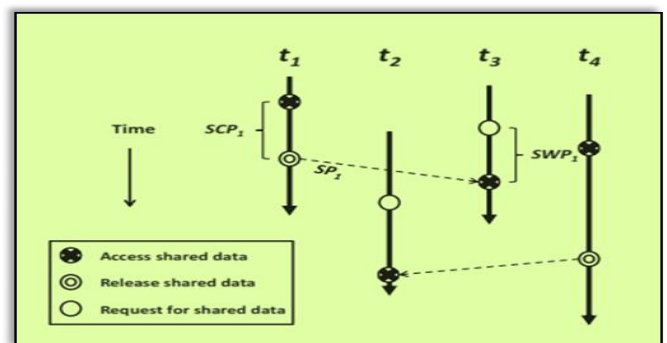 t1 t2 t3 t4
Time
SCP1
SWP1
SP1
Access shared data
Release shared data
Request for shared data